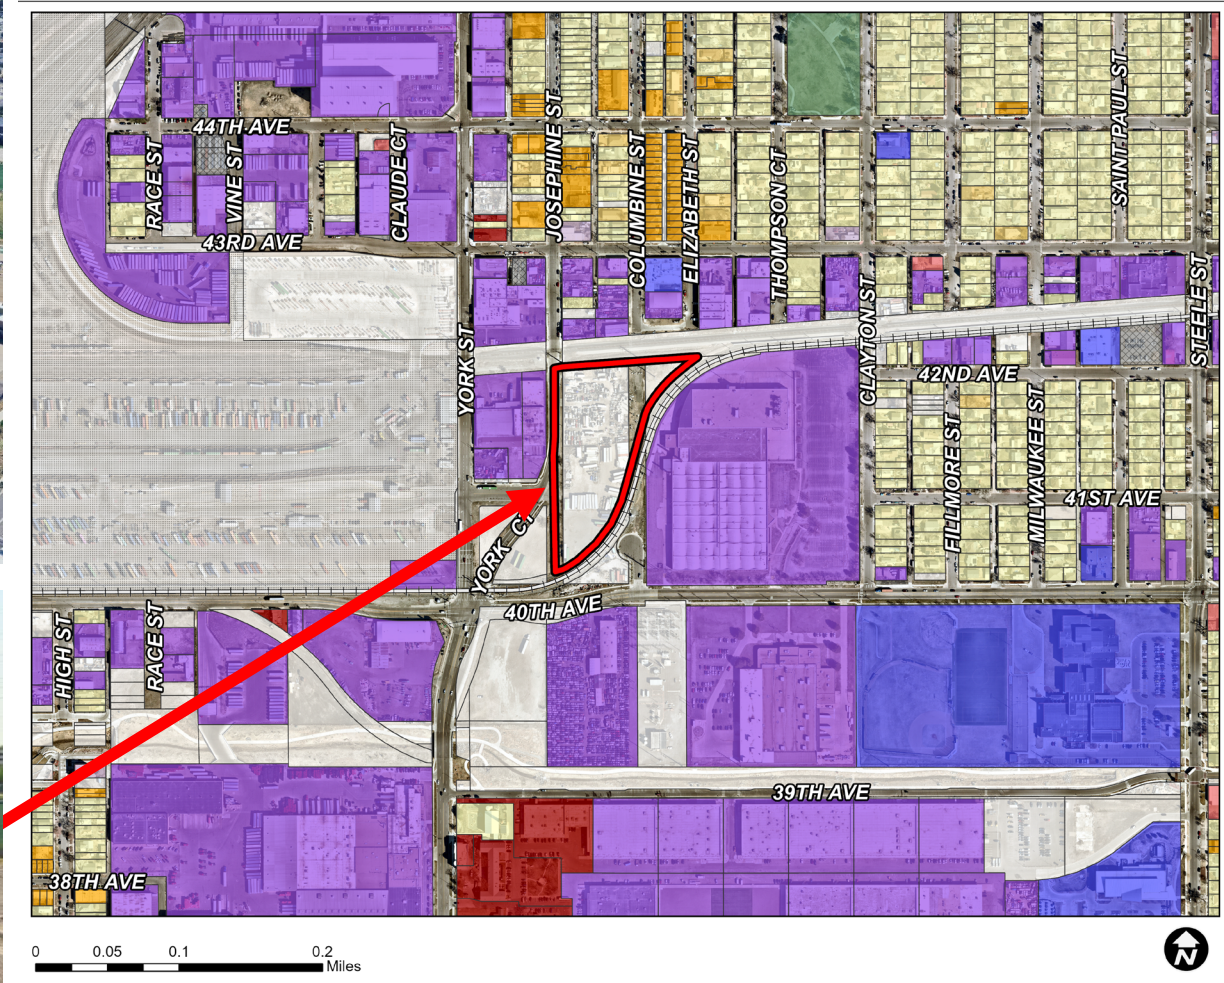 44TH AVE
RACE ST
VINE ST
CLAUDE CT
JOSEPHINE ST
COLUMBINE ST
ELIZABETH ST
THOMPSON CT
SAINT PAUL ST
43RD AVE
YORK ST
CLAYTON ST
STEELE ST
42ND AVE
FILLMORE ST
MILWAUKEE ST
41ST AVE
YORK CT
40TH AVE
HIGH ST
RACE ST
39TH AVE
38TH AVE
0 0.05 0.1 0.2
Miles
N